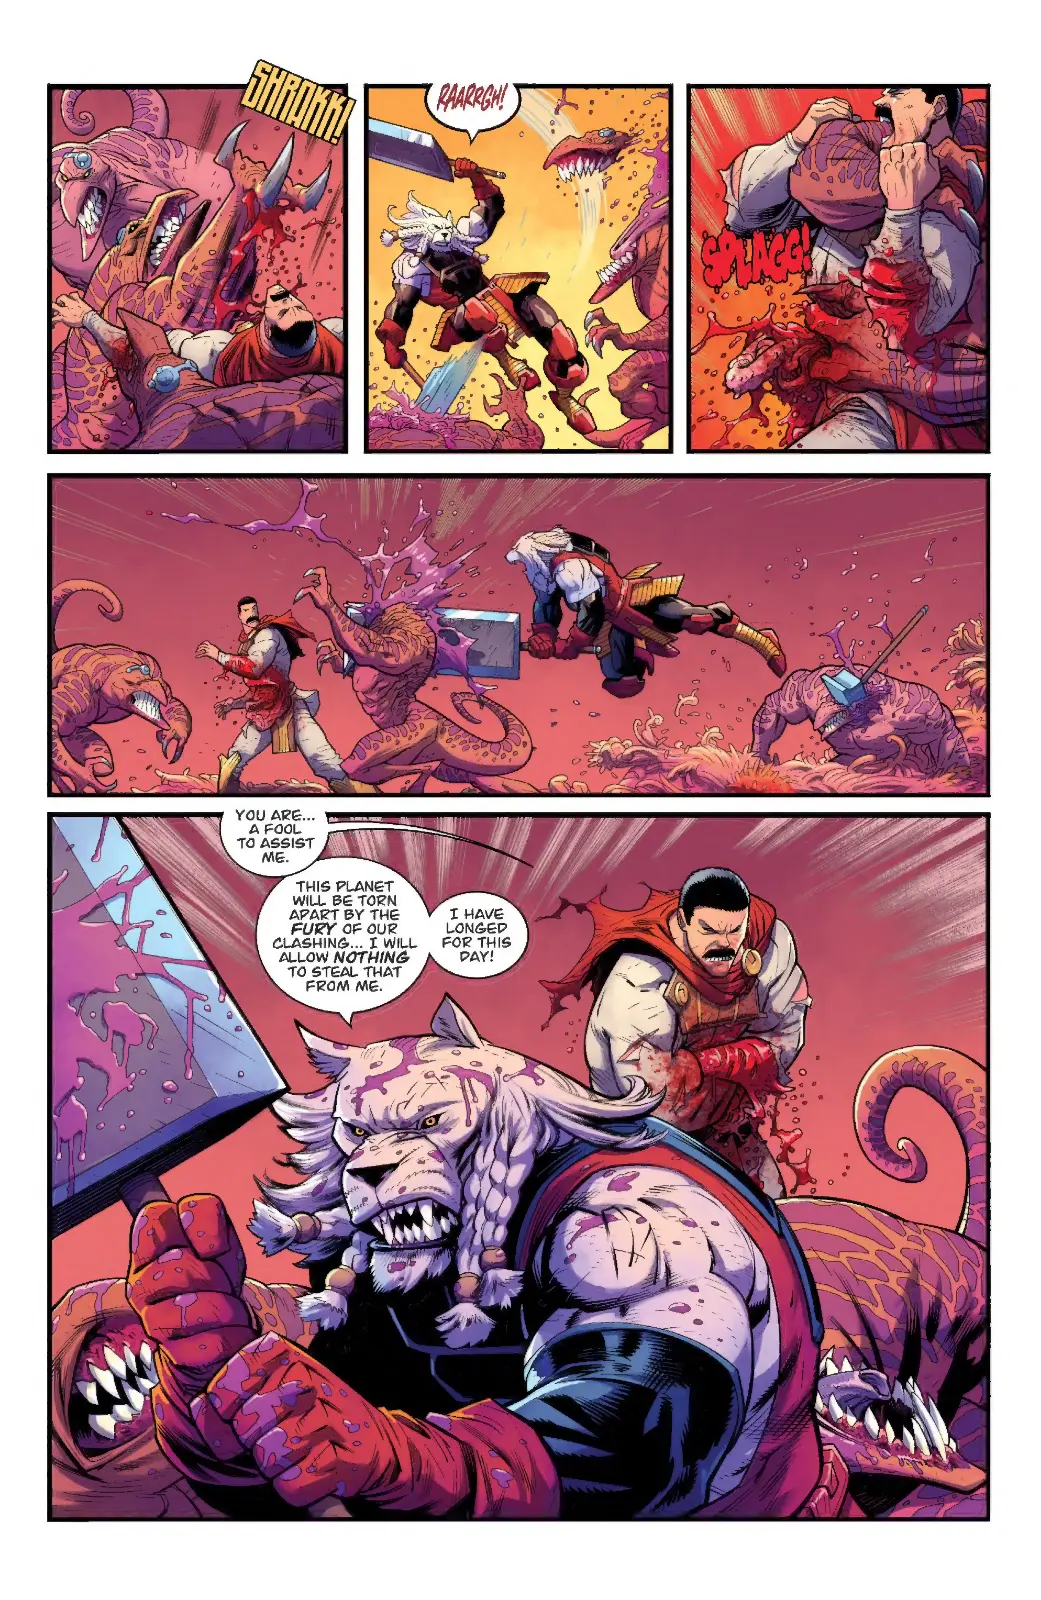 SHRAKK!
RAARRGH!
SPLAGG!
YOU ARE...
A FOOL
TO ASSIST
ME.
THIS PLANET
WILL BE TORN
APART BY THE
FURY OF OUR
CLASHING... I WILL
ALLOW NOTHING
TO STEAL THAT
FROM ME.
I HAVE
LONGED
FOR THIS
DAY!